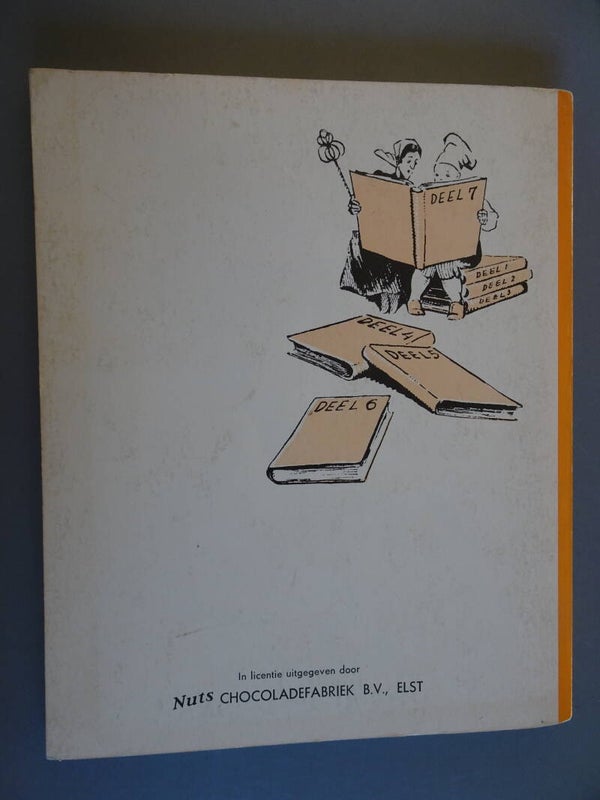 DEEL 7
DEEL 1
DEEL 2
DEEL 3
DEEL 4
DEEL 5
DEEL 6
In licentie uitgegeven door
Nuts CHOCOLADEFABRIEK B.V., ELST